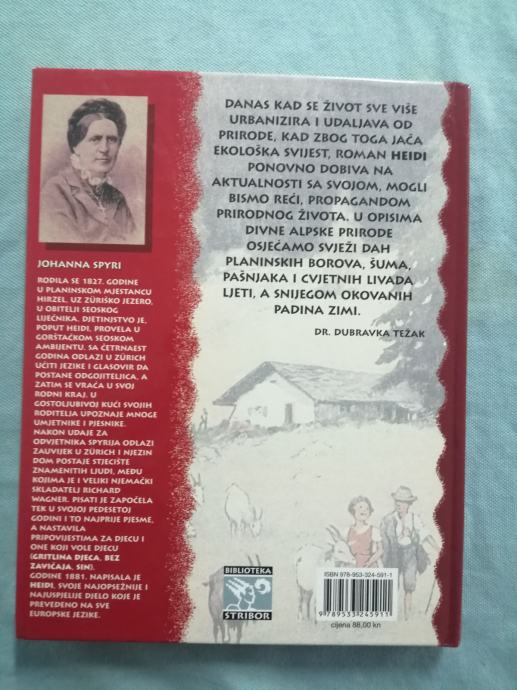 JOHANNA SPYRI
RODILA SE 1827. GODINE
U PLANINSKOM MJESTANCU
HIRZEL, UZ ZÜRIŠKO JEZERO,
U OBITELJI SEOSKOG
LIJEČNIKA. DJETINJSTVO JE,
POPUT HEIDI, PROVELA U
GORŠTAČKOM SEOSKOM
AMBIJENTU. SA ČETRNAEST
GODINA ODLAZI U ZÜRICH
UČITI JEZIKE I GLASOVIR DA
POSTANE ODGOJITELJICA, A
ZATIM SE VRAĆA U SVOJ
RODNI KRAJ. U
GOSTOLJUBIVOJ KUĆI SVOJIH
RODITELJA UPOZNAJE MNOGE
UMJETNIKE I PJESNIKE.
NAKON UDAJE ZA
ODVJETNIKA SPYRIJA ODLAZI
ZAUVIJEK U ZÜRICH I NJEZIN
DOM POSTAJE STJECIŠTE
ZNAMENITIH LJUDI, MEĐU
KOJIMA JE I VELIKI NJEMAČKI
SKLADATELJ RICHARD
WAGNER. PISATI JE ZAPOČELA
TEK U SVOJOJ PEDESETOJ
GODINI I TO NAJPRIJE PJESME,
A NASTAVILA
PRIPOVIJESTIMA ZA DJECU I
ONE KOJI VOLE DJECU
(GRITLINA DJECA, BEZ
ZAVIČAJA, SIN).
GODINE 1881. NAPISALA JE
HEIDI, SVOJE NAJOPSEŽNIJE I
NAJUSPJELIJE DJELO KOJE JE
PREVEDENO NA SVE
EUROPSKE JEZIKE.
DANAS KAD SE ŽIVOT SVE VIŠE
URBANIZIRA I UDALJAVA OD
PRIRODE, KAD ZBOG TOGA JAČA
EKOLOŠKA SVIJEST, ROMAN HEIDI
PONOVNO DOBIVA NA
AKTUALNOSTI SA SVOJOM, MOGLI
BISMO REĆI, PROPAGANDOM
PRIRODNOG ŽIVOTA. U OPISIMA
DIVNE ALPSKE PRIRODE
OSJEĆAMO SVJEŽI DAH
PLANINSKIH BOROVA, ŠUMA,
PAŠNJAKA I CVJETNIH LIVADA
LJETI, A SNIJEGOM OKOVANIH
PADINA ZIMI.
DR. DUBRAVKA TEŽAK
BIBLIOTEKA
STRIBOR
ISBN 978-953-324-591-1
9 789533 245911
cijena 88,00 kn